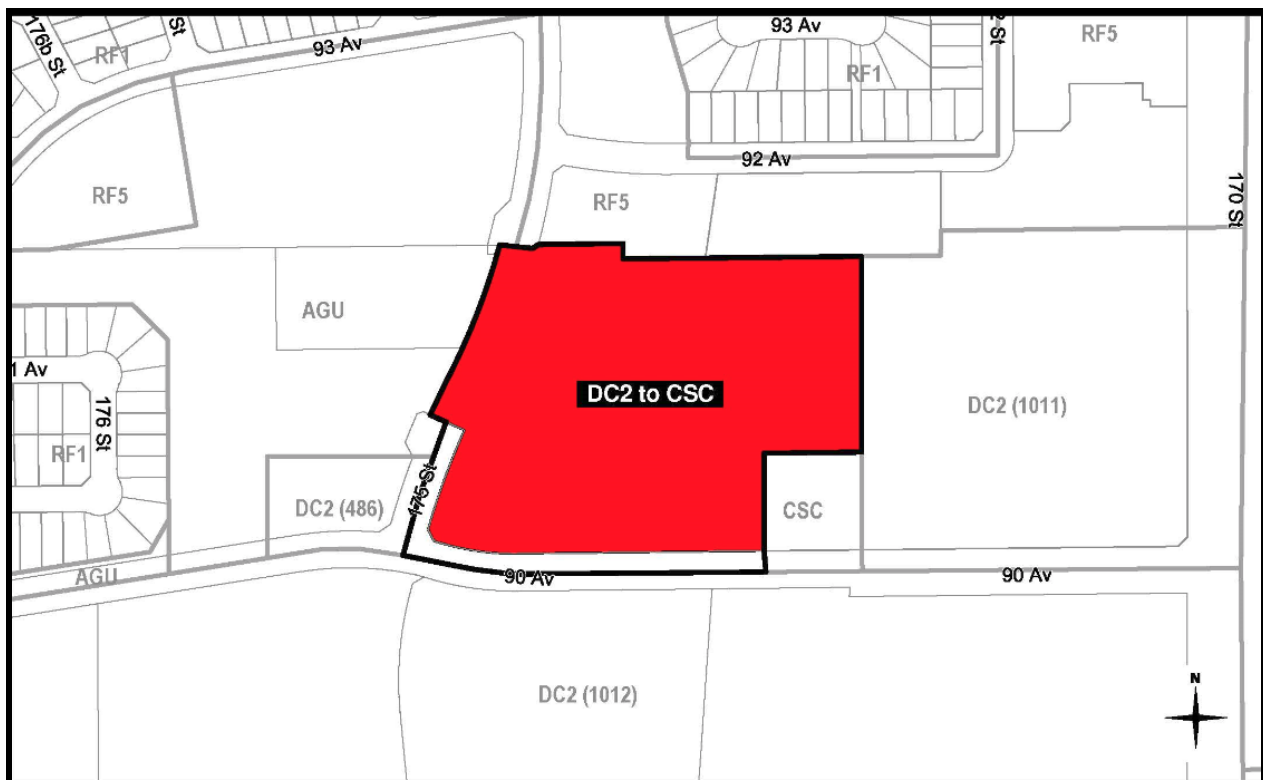 176b St
RF1
St
93 Av
93 Av
RF1
St
RF5
RF5
92 Av
RF5
170 St
AGU
1 Av
176 St
RF1
DC2 to CSC
DC2 (1011)
175 St
DC2 (486)
CSC
AGU
90 Av
90 Av
DC2 (1012)
N